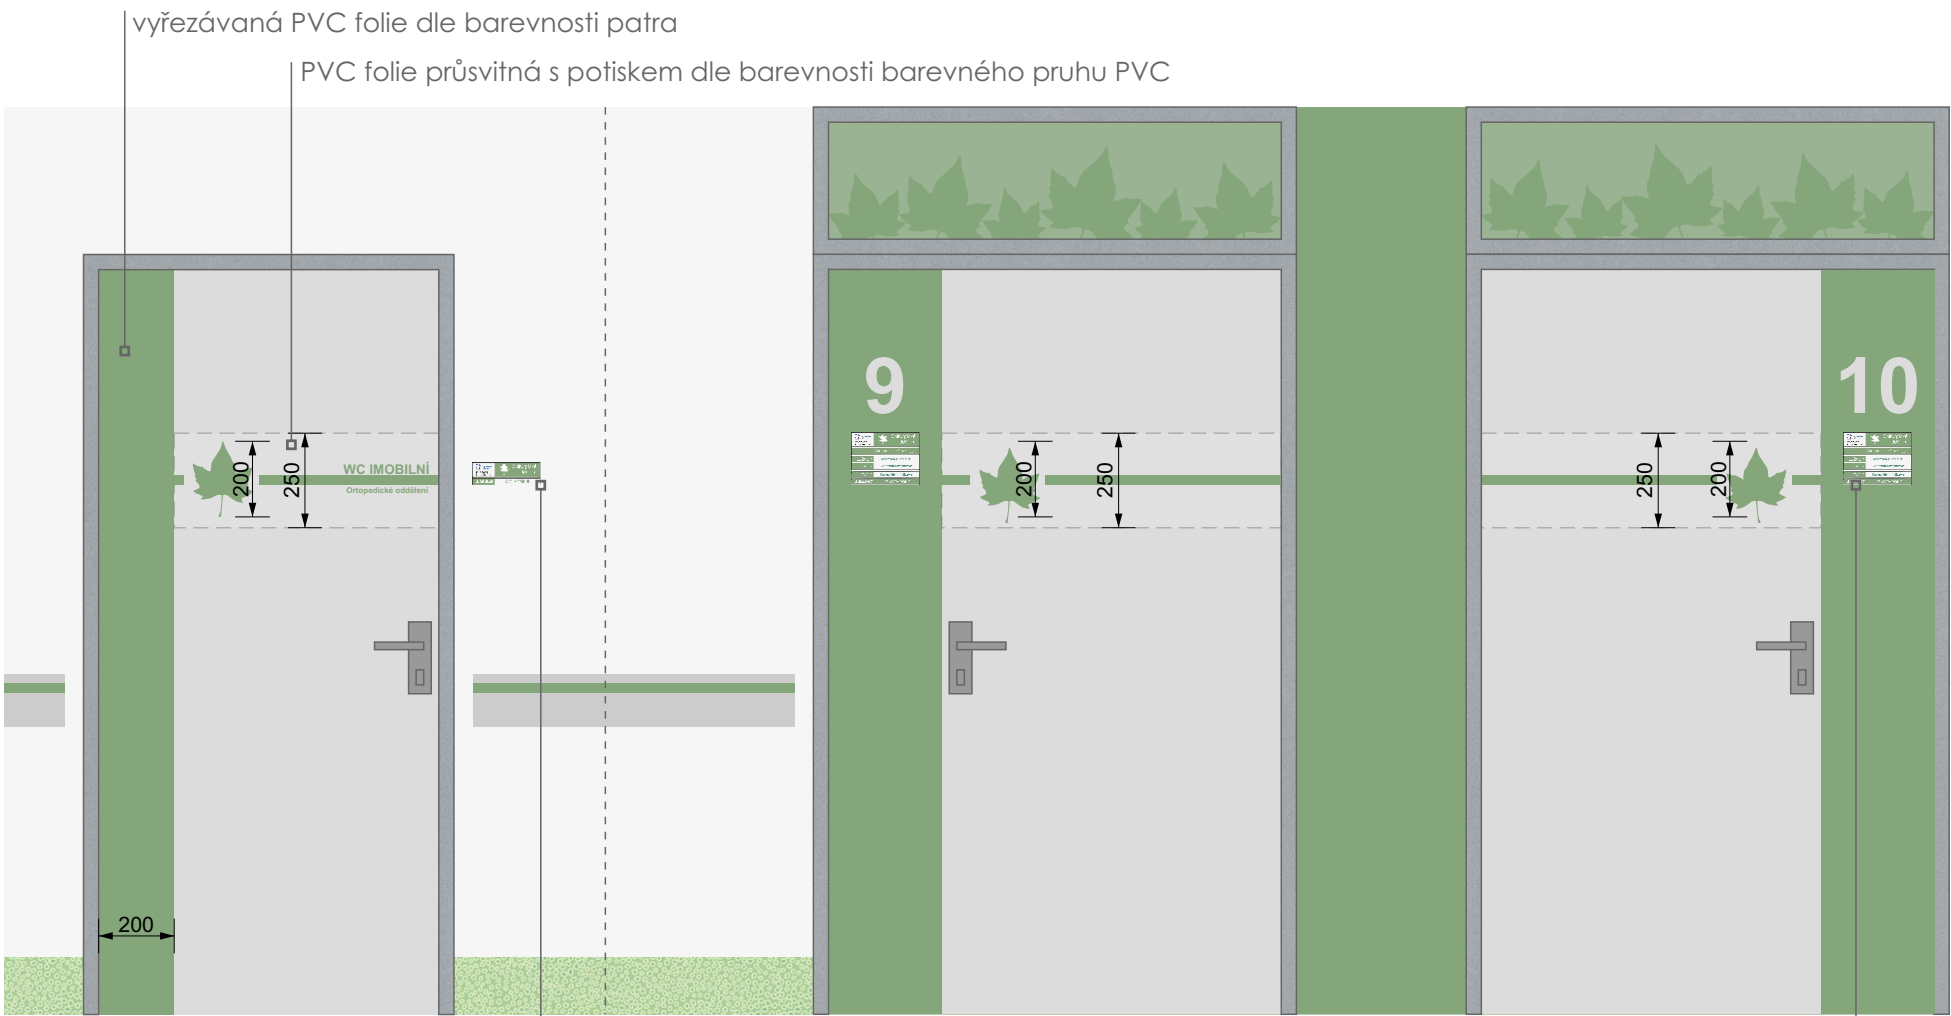 vyřezávaná PVC folie dle barevnosti patra
PVC folie průsvitná s potiskem dle barevnosti barevného pruhu PVC
9
10
200
250
WC IMOBILNÍ
Ortopedické oddělení
200
250
250
200
200